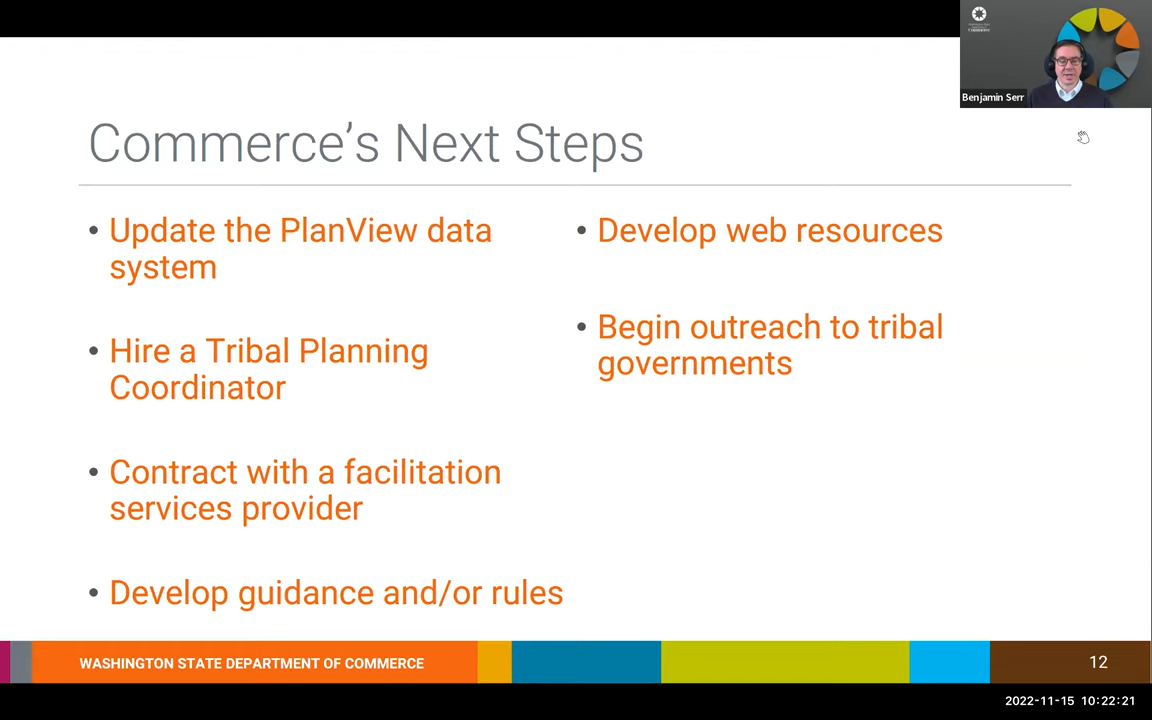 Benjamin Serr
Commerce's Next Steps
• Update the PlanView data
system
• Hire a Tribal Planning
Coordinator
• Contract with a facilitation
services provider
• Develop guidance and/or rules
• Develop web resources
• Begin outreach to tribal
governments
WASHINGTON STATE DEPARTMENT OF COMMERCE
12
2022-11-15 10:22:21